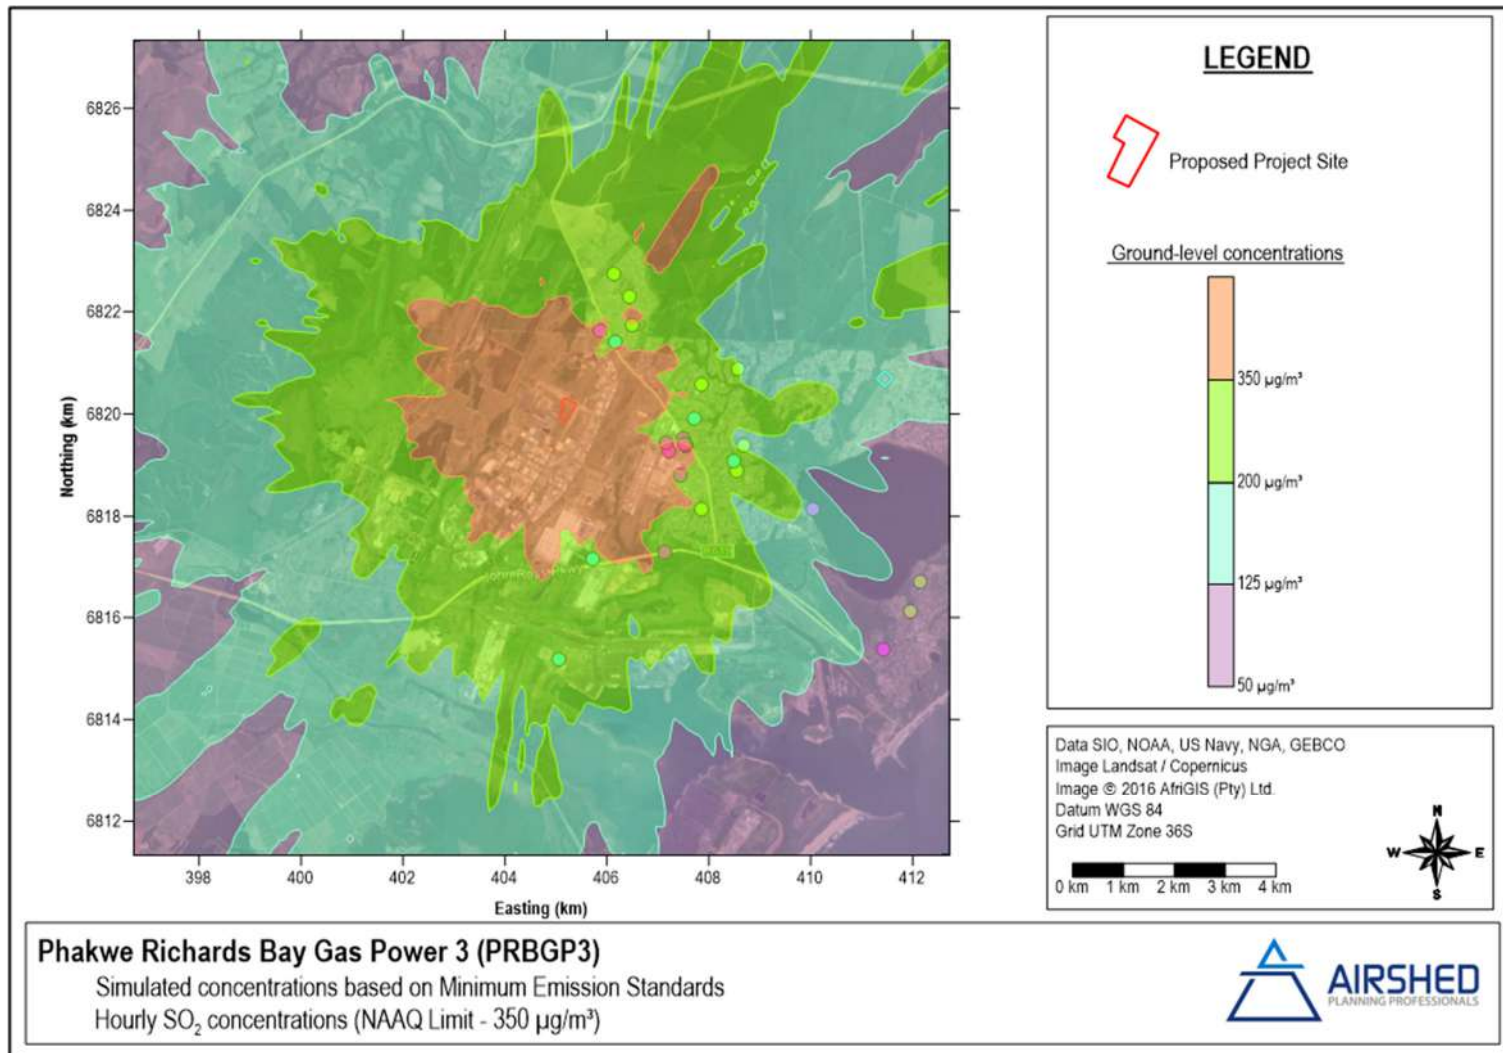 LEGEND
Proposed Project Site
Ground-level concentrations
350 µg/m³
200 µg/m³
125 µg/m³
50 µg/m³
6826
6824
6822
6820
6818
6816
6814
6812
Northing (km)
398 400 402 404 406 408 410 412
Easting (km)
Data SIO, NOAA, US Navy, NGA, GEBCO
Image Landsat / Copernicus
Image © 2016 AfriGIS (Pty) Ltd.
Datum WGS 84
Grid UTM Zone 36S
N
W E
S
0 km 1 km 2 km 3 km 4 km
Phakwe Richards Bay Gas Power 3 (PRBGP3)
Simulated concentrations based on Minimum Emission Standards
Hourly SO₂ concentrations (NAAQ Limit - 350 µg/m³)
AIRSHED
PLANNING PROFESSIONALS